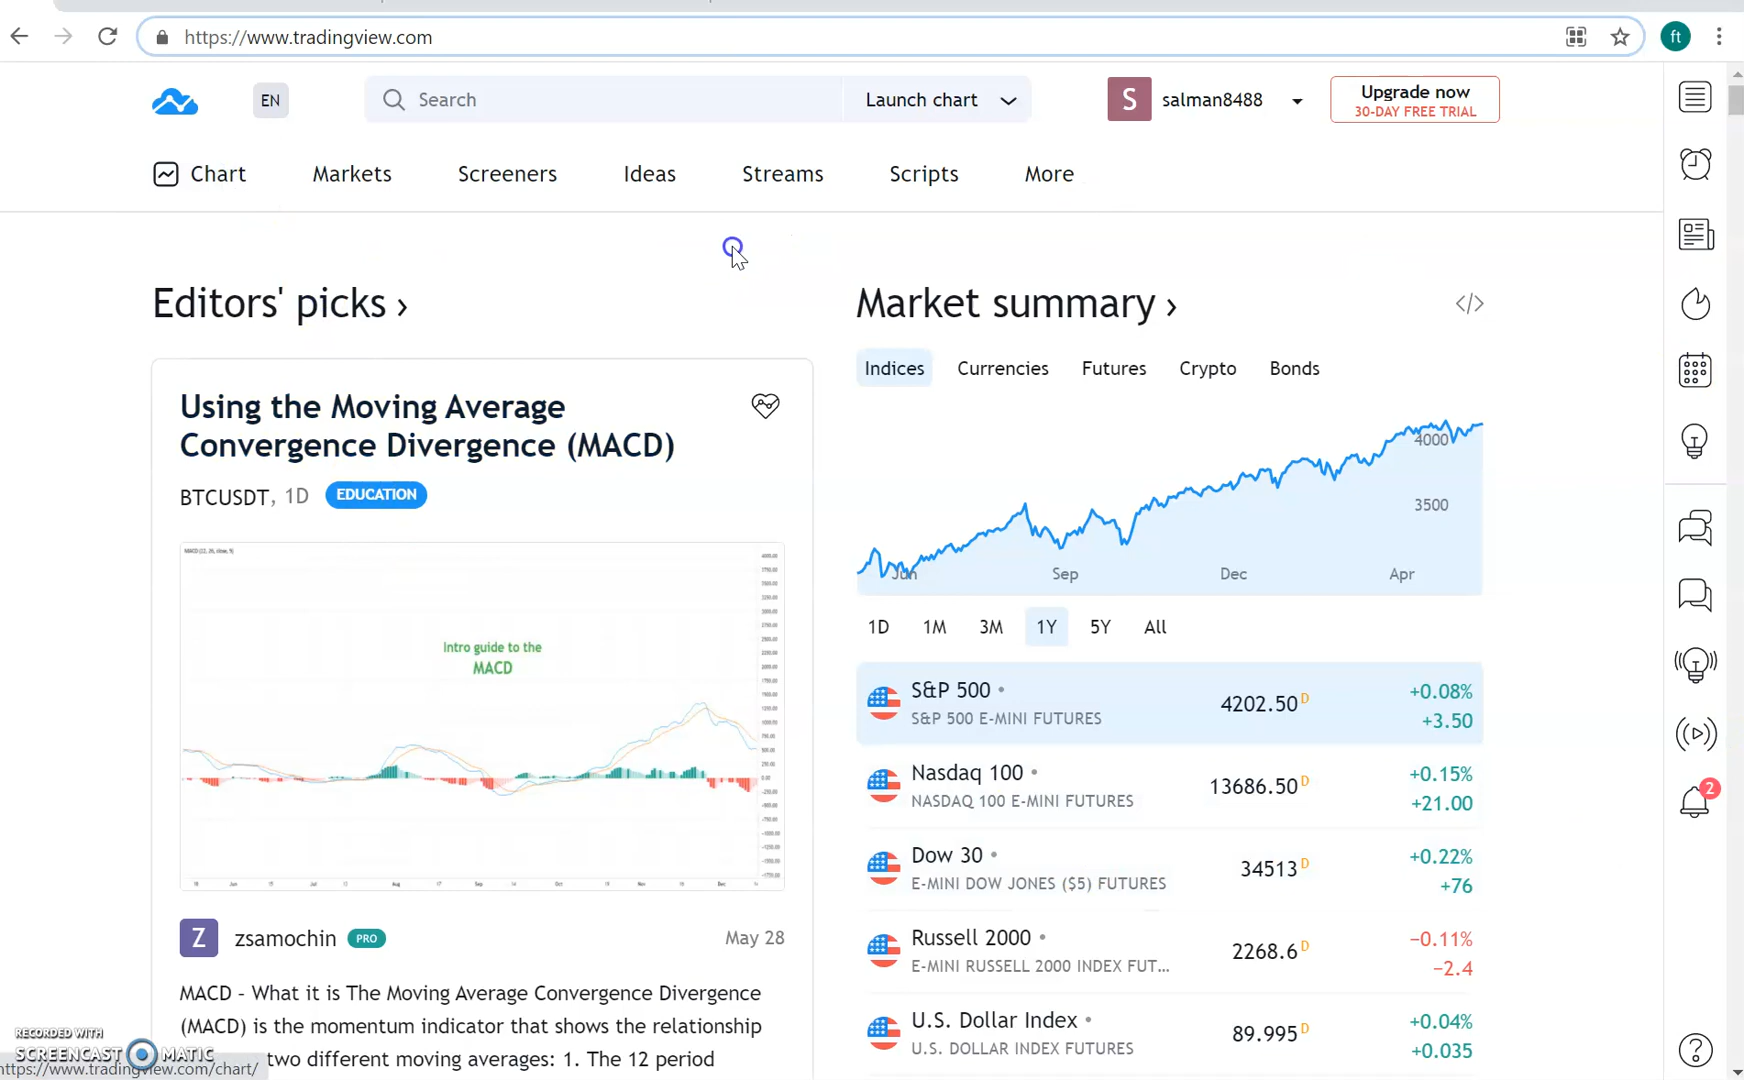 https://www.tradingview.com
ft
EN
Search
Launch chart
S
salman8488
Upgrade now
30-DAY FREE TRIAL
Chart
Markets
Screeners
Ideas
Streams
Scripts
More
Editors' picks ›
Using the Moving Average
Convergence Divergence (MACD)
BTCUSDT, 1D
EDUCATION
MACD (12, 26, close, 9)
Intro guide to the
MACD
Z
zsamochin
PRO
May 28
MACD - What it is The Moving Average Convergence Divergence
(MACD) is the momentum indicator that shows the relationship
two different moving averages: 1. The 12 period
Market summary ›
</>
Indices
Currencies
Futures
Crypto
Bonds
4000
3500
Jun
Sep
Dec
Apr
1D
1M
3M
1Y
5Y
All
S&P 500 •
S&P 500 E-MINI FUTURES
4202.50 D
+0.08%
+3.50
Nasdaq 100 •
NASDAQ 100 E-MINI FUTURES
13686.50 D
+0.15%
+21.00
Dow 30 •
E-MINI DOW JONES ($5) FUTURES
34513 D
+0.22%
+76
Russell 2000 •
E-MINI RUSSELL 2000 INDEX FUT...
2268.6 D
−0.11%
−2.4
U.S. Dollar Index •
U.S. DOLLAR INDEX FUTURES
89.995 D
+0.04%
+0.035
2
RECORDED WITH
SCREENCAST MATIC
https://www.tradingview.com/chart/